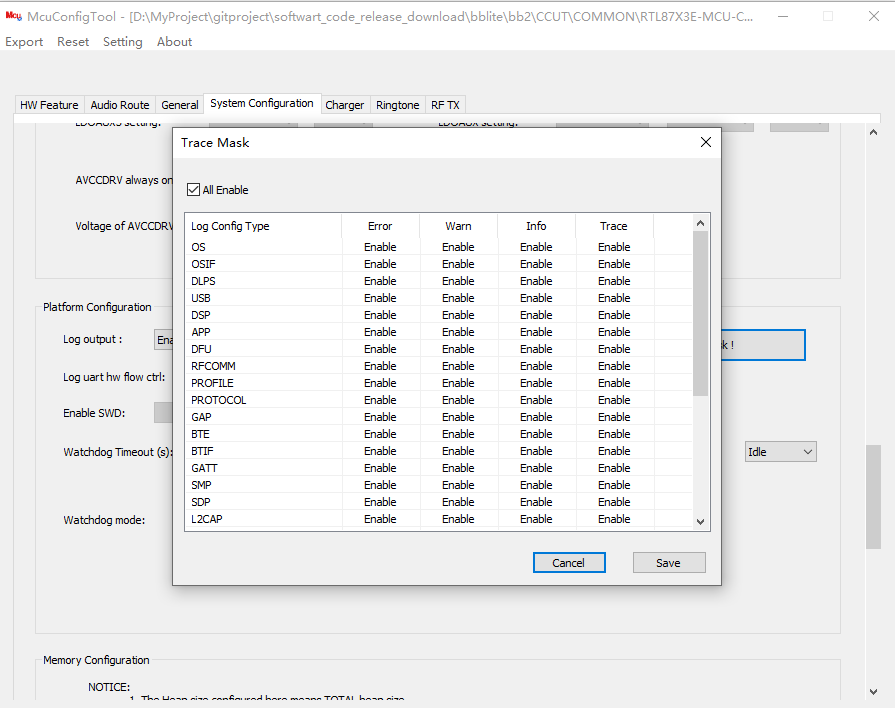 McuConfigTool - [D:\MyProject\gitproject\softwart_code_release_download\bblite\bb2\CCUT\COMMON\RTL87X3E-MCU-C...
Export Reset Setting About
HW Feature Audio Route General System Configuration Charger Ringtone RF TX
LDOAUX3 setting: LDOAUX setting:
Trace Mask
AVCCDRV always on
All Enable
Voltage of AVCCDRV
Log Config Type Error Warn Info Trace
OS Enable Enable Enable Enable
OSIF Enable Enable Enable Enable
DLPS Enable Enable Enable Enable
USB Enable Enable Enable Enable
DSP Enable Enable Enable Enable
APP Enable Enable Enable Enable
DFU Enable Enable Enable Enable
RFCOMM Enable Enable Enable Enable
PROFILE Enable Enable Enable Enable
PROTOCOL Enable Enable Enable Enable
GAP Enable Enable Enable Enable
BTE Enable Enable Enable Enable
BTIF Enable Enable Enable Enable
GATT Enable Enable Enable Enable
SMP Enable Enable Enable Enable
SDP Enable Enable Enable Enable
L2CAP Enable Enable Enable Enable
Cancel Save
Platform Configuration
Log output : Ena
k !
Log uart hw flow ctrl:
Enable SWD:
Watchdog Timeout (s):
Idle
Watchdog mode:
Memory Configuration
NOTICE:
1. The Heap size configured here means TOTAL heap size